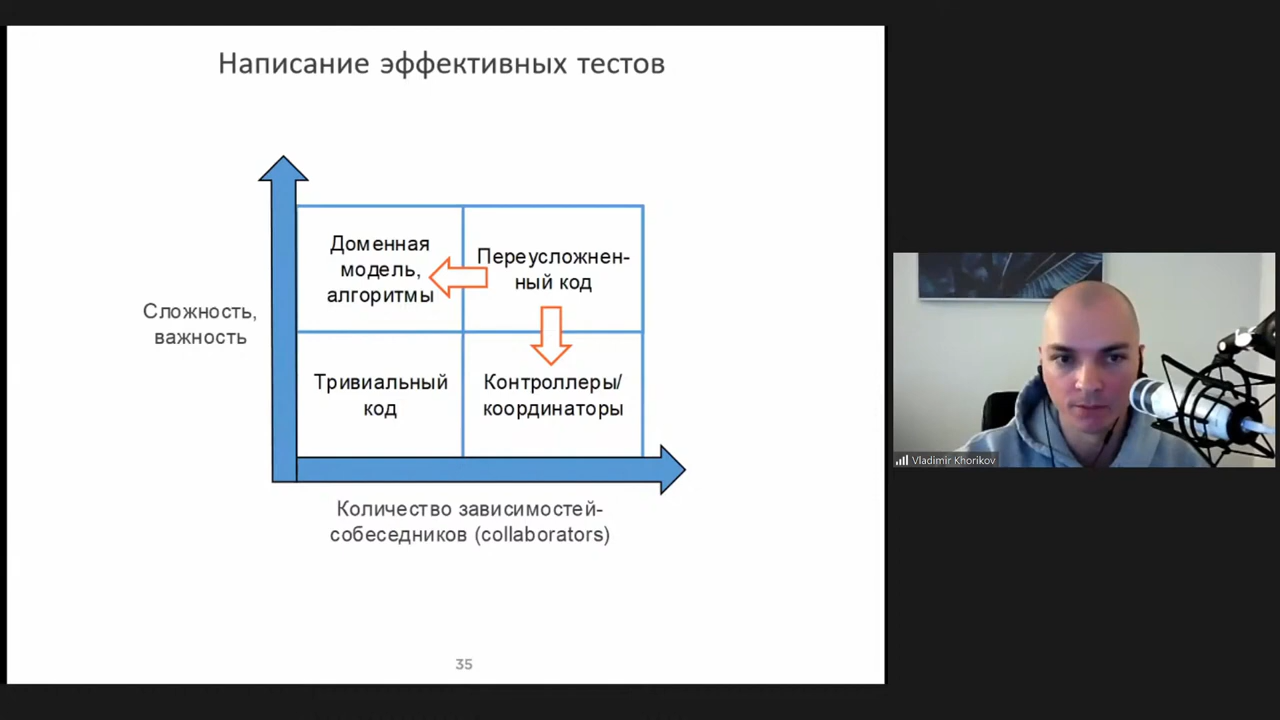 Написание эффективных тестов
Доменная
модель,
алгоритмы
Переусложнен-
ный код
Сложность,
важность
Тривиальный
код
Контроллеры/
координаторы
Количество зависимостей-
собеседников (collaborators)
35
Vladimir Khorikov